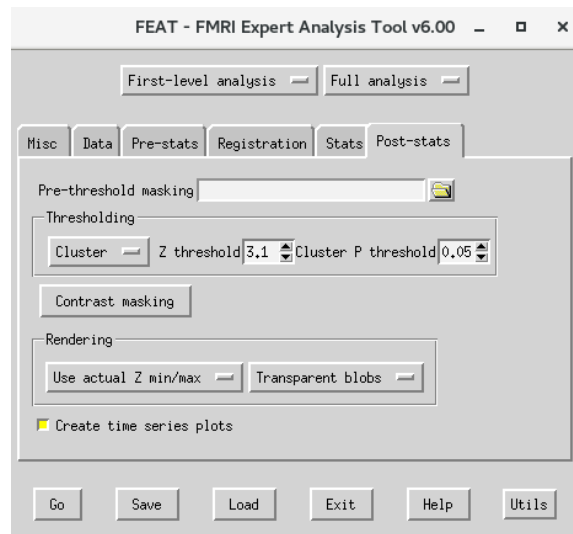 FEAT - FMRI Expert Analysis Tool v6.00
First-level analysis Full analysis
Misc Data Pre-stats Registration Stats Post-stats
Pre-threshold masking
Thresholding
Cluster Z threshold 3.1 Cluster P threshold 0.05
Contrast masking
Rendering
Use actual Z min/max Transparent blobs
Create time series plots
Go Save Load Exit Help Utils